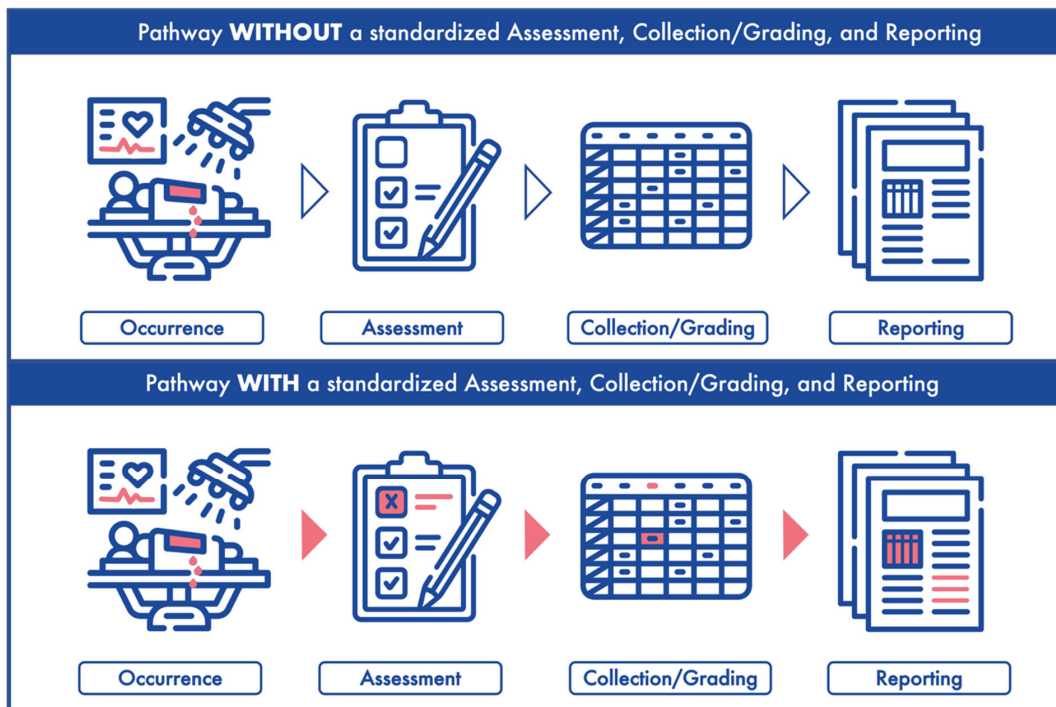 Pathway WITHOUT a standardized Assessment, Collection/Grading, and Reporting
Occurrence
Assessment
Collection/Grading
Reporting
Pathway WITH a standardized Assessment, Collection/Grading, and Reporting
Occurrence
Assessment
Collection/Grading
Reporting